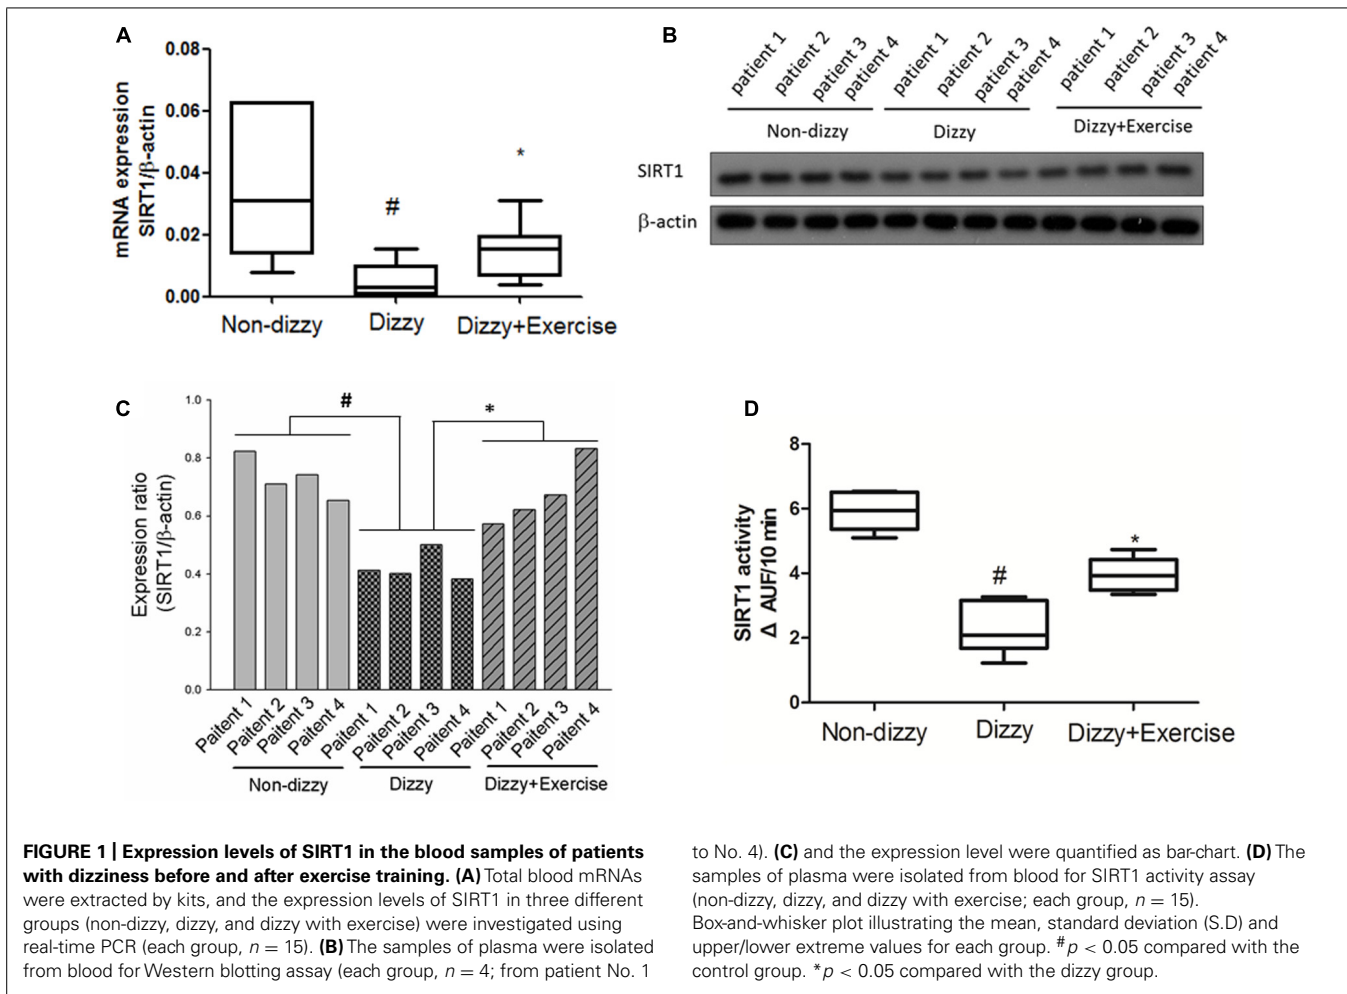 A
0.08
0.06
0.04
0.02
0.00
mRNA expression
SIRT1/β-actin
#
*
Non-dizzy
Dizzy
Dizzy+Exercise
B
patient 1
patient 2
patient 3
patient 4
patient 1
patient 2
patient 3
patient 4
patient 1
patient 2
patient 3
patient 4
Non-dizzy
Dizzy
Dizzy+Exercise
SIRT1
β-actin
C
1.0
0.8
0.6
0.4
0.2
0.0
Expression ratio
(SIRT1/β-actin)
#
*
Paitent 1
Paitent 2
Paitent 3
Paitent 4
Paitent 1
Paitent 2
Paitent 3
Paitent 4
Paitent 1
Paitent 2
Paitent 3
Paitent 4
Non-dizzy
Dizzy
Dizzy+Exercise
D
8
6
4
2
0
SIRT1 activity
Δ AUF/10 min
#
*
Non-dizzy
Dizzy
Dizzy+Exercise
FIGURE 1 | Expression levels of SIRT1 in the blood samples of patients
with dizziness before and after exercise training. (A) Total blood mRNAs
were extracted by kits, and the expression levels of SIRT1 in three different
groups (non-dizzy, dizzy, and dizzy with exercise) were investigated using
real-time PCR (each group, n = 15). (B) The samples of plasma were isolated
from blood for Western blotting assay (each group, n = 4; from patient No. 1
to No. 4). (C) and the expression level were quantified as bar-chart. (D) The
samples of plasma were isolated from blood for SIRT1 activity assay
(non-dizzy, dizzy, and dizzy with exercise; each group, n = 15).
Box-and-whisker plot illustrating the mean, standard deviation (S.D) and
upper/lower extreme values for each group. #p < 0.05 compared with the
control group. *p < 0.05 compared with the dizzy group.